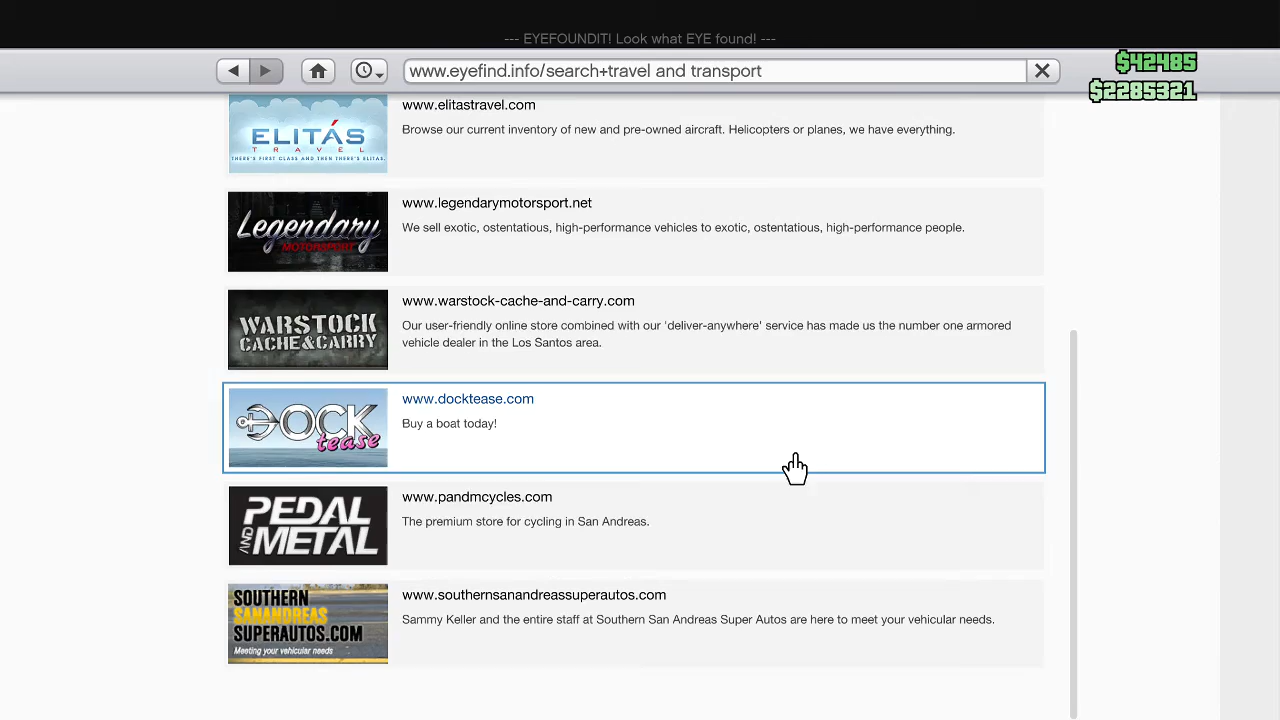 --- EYEFOUNDIT! Look what EYE found! ---
www.eyefind.info/search+travel and transport
$42485
$2285321
ELITÁS
TRAVEL
THERE'S FIRST CLASS AND THEN THERE'S ELITAS.
www.elitastravel.com
Browse our current inventory of new and pre-owned aircraft. Helicopters or planes, we have everything.
Legendary
MOTORSPORT
www.legendarymotorsport.net
We sell exotic, ostentatious, high-performance vehicles to exotic, ostentatious, high-performance people.
WARSTOCK
CACHE&CARRY
www.warstock-cache-and-carry.com
Our user-friendly online store combined with our 'deliver-anywhere' service has made us the number one armored
vehicle dealer in the Los Santos area.
DOCK
tease
www.docktease.com
Buy a boat today!
PEDAL
AND METAL
www.pandmcycles.com
The premium store for cycling in San Andreas.
SOUTHERN
SANANDREAS
SUPERAUTOS.COM
Meeting your vehicular needs
www.southernsanandreassuperautos.com
Sammy Keller and the entire staff at Southern San Andreas Super Autos are here to meet your vehicular needs.